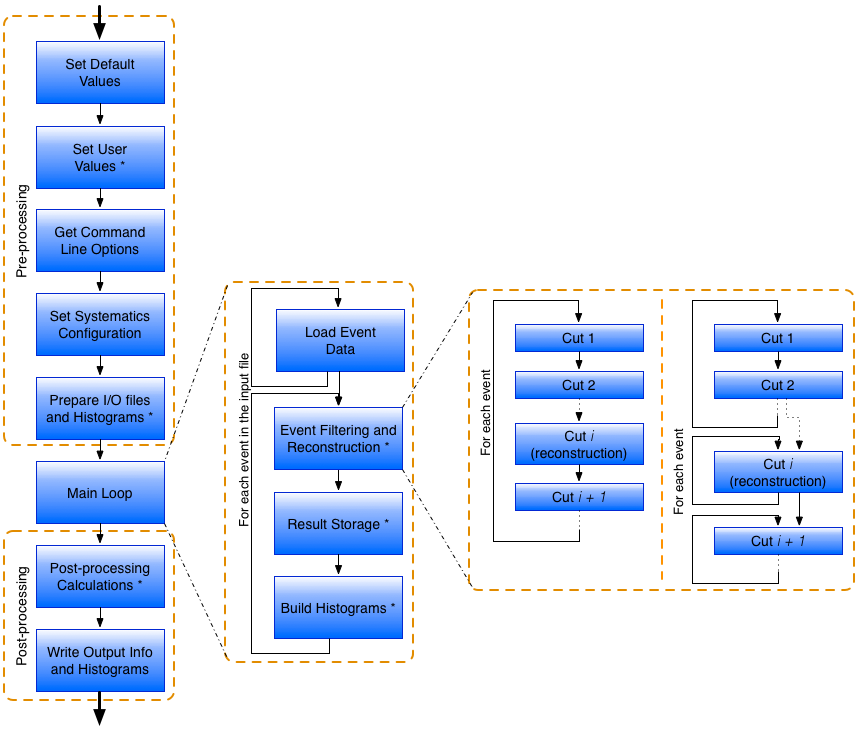 Pre-processing
Set Default
Values
Set User
Values *
Get Command
Line Options
Set Systematics
Configuration
Prepare I/O files
and Histograms *
Main Loop
Post-processing
Post-processing
Calculations *
Write Output Info
and Histograms
For each event in the input file
Load Event
Data
Event Filtering and
Reconstruction *
Result Storage *
Build Histograms *
For each event
Cut 1
Cut 2
Cut i
(reconstruction)
Cut i + 1
For each event
Cut 1
Cut 2
Cut i
(reconstruction)
Cut i + 1